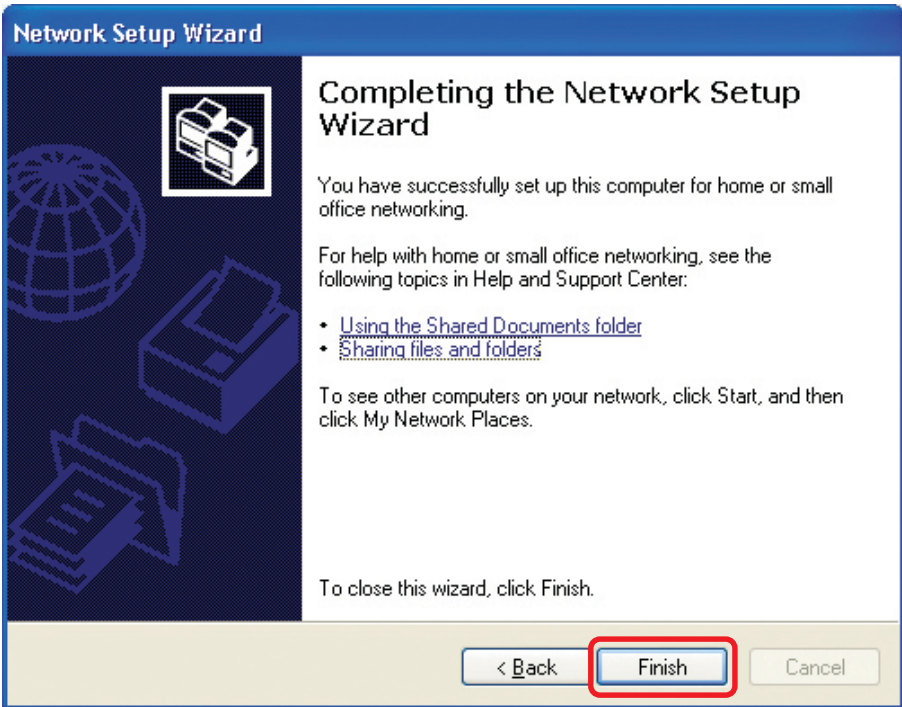 Network Setup Wizard
Completing the Network Setup
Wizard
You have successfully set up this computer for home or small
office networking.
For help with home or small office networking, see the
following topics in Help and Support Center:
• Using the Shared Documents folder
• Sharing files and folders
To see other computers on your network, click Start, and then
click My Network Places.
To close this wizard, click Finish.
< Back Finish Cancel